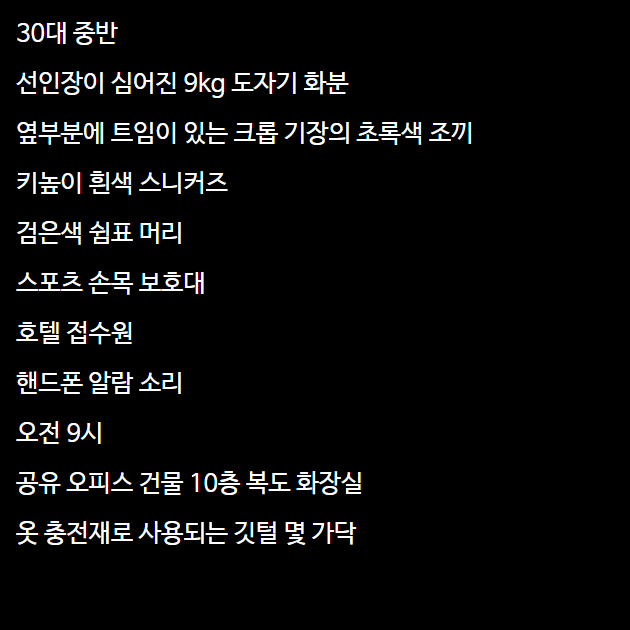 30대 중반
선인장이 심어진 9kg 도자기 화분
옆부분에 트임이 있는 크롭 기장의 초록색 조끼
키높이 흰색 스니커즈
검은색 쉼표 머리
스포츠 손목 보호대
호텔 접수원
핸드폰 알람 소리
오전 9시
공유 오피스 건물 10층 복도 화장실
옷 충전재로 사용되는 깃털 몇 가닥